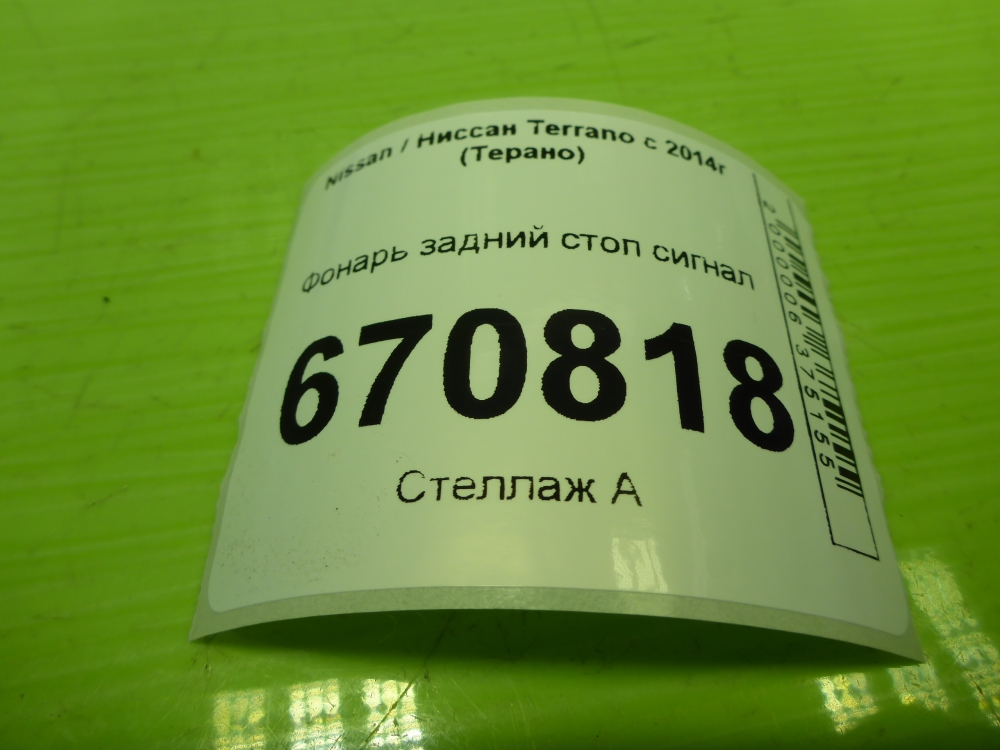 Nissan / Ниссан Terrano с 2014г
(Терано)
Фонарь задний стоп сигнал
670818
Стеллаж А
2000006375155